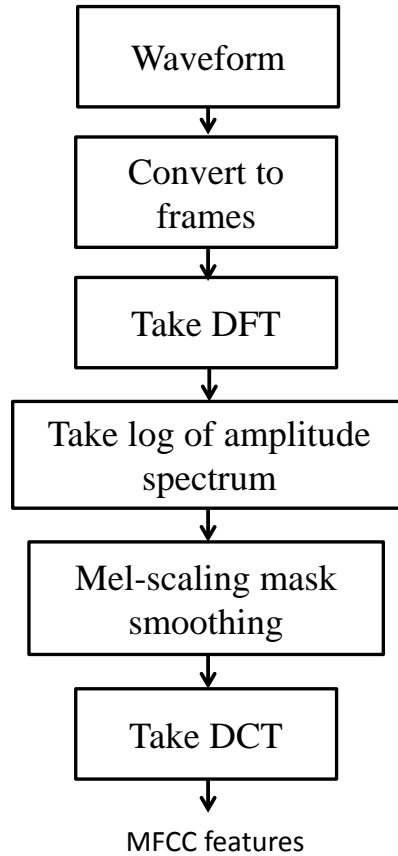 Waveform
Convert to
frames
Take DFT
Take log of amplitude
spectrum
Mel-scaling mask
smoothing
Take DCT
MFCC features